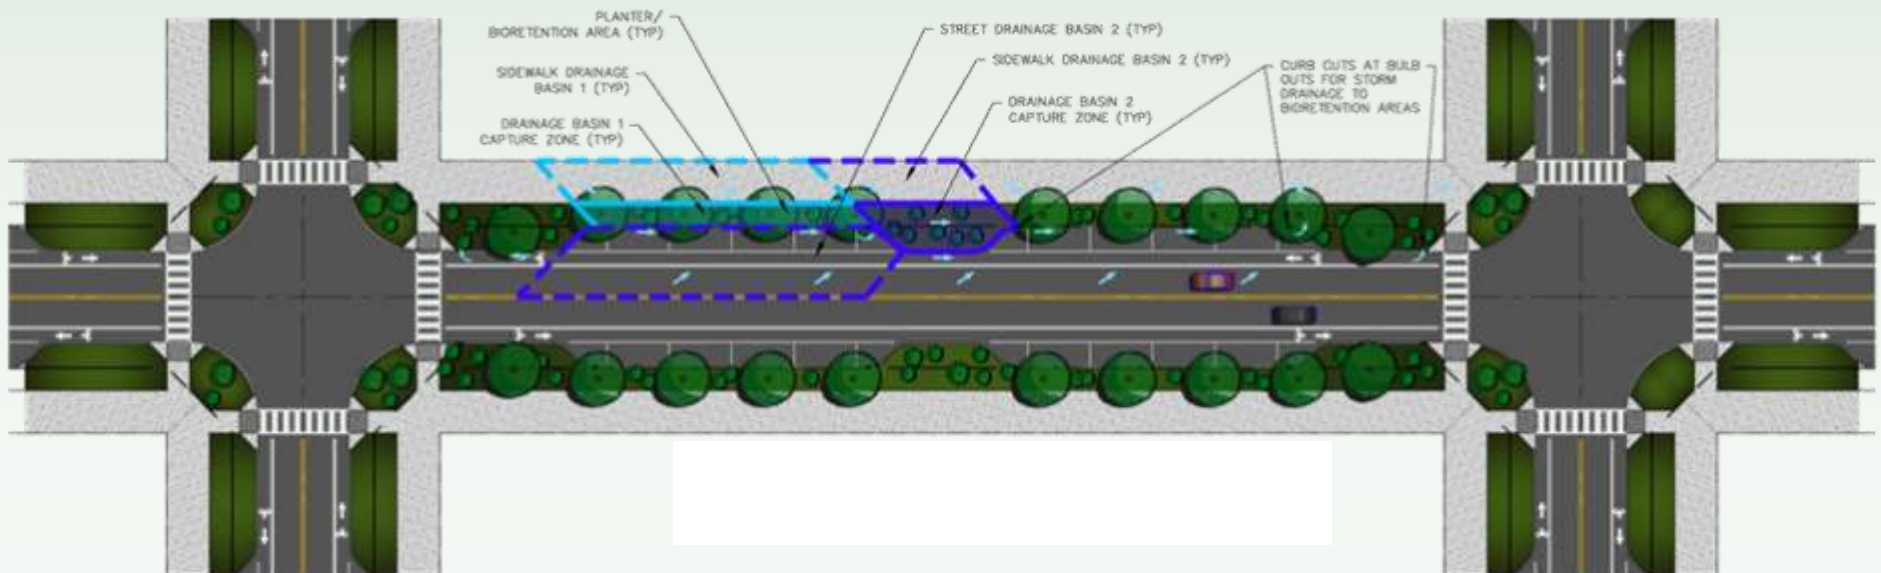 PLANTER/
BIORETENTION AREA (TYP)
SIDEWALK DRAINAGE
BASIN 1 (TYP)
DRAINAGE BASIN 1
CAPTURE ZONE (TYP)
STREET DRAINAGE BASIN 2 (TYP)
SIDEWALK DRAINAGE BASIN 2 (TYP)
DRAINAGE BASIN 2
CAPTURE ZONE (TYP)
CURB CUTS AT BULB
OUTS FOR STORM
DRAINAGE TO
BIORETENTION AREAS